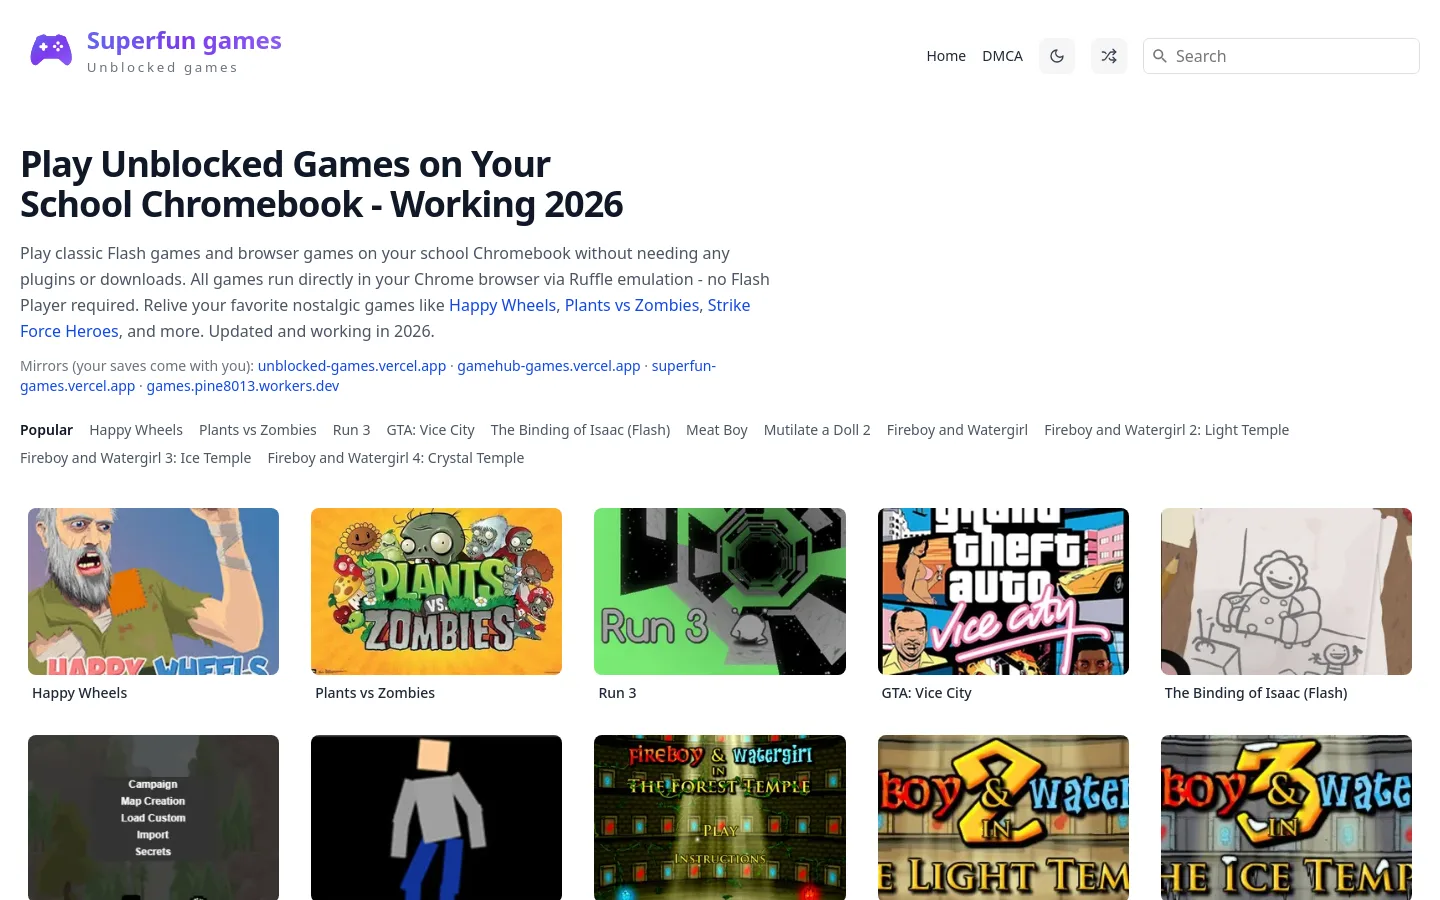 Superfun games
Unblocked games
Home
DMCA
Search
Play Unblocked Games on Your
School Chromebook - Working 2026
Play classic Flash games and browser games on your school Chromebook without needing any
plugins or downloads. All games run directly in your Chrome browser via Ruffle emulation - no Flash
Player required. Relive your favorite nostalgic games like Happy Wheels, Plants vs Zombies, Strike
Force Heroes, and more. Updated and working in 2026.
Mirrors (your saves come with you): unblocked-games.vercel.app · gamehub-games.vercel.app · superfun-
games.vercel.app · games.pine8013.workers.dev
Popular Happy Wheels Plants vs Zombies Run 3 GTA: Vice City The Binding of Isaac (Flash) Meat Boy Mutilate a Doll 2 Fireboy and Watergirl Fireboy and Watergirl 2: Light Temple
Fireboy and Watergirl 3: Ice Temple Fireboy and Watergirl 4: Crystal Temple
HAPPY WHEELS
PLANTS
VS.
ZOMBIES
Run 3
grand
theft
auto
Vice City
Happy Wheels
Plants vs Zombies
Run 3
GTA: Vice City
The Binding of Isaac (Flash)
Campaign
Map Creation
Load Custom
Import
Secrets
FIREBOY & WATERGIRL
IN
THE FOREST TEMPLE
PLAY
INSTRUCTIONS
BOY & WATER
2
IN
E LIGHT TEM
BOY & WATE
3
IN
HE ICE TEMP